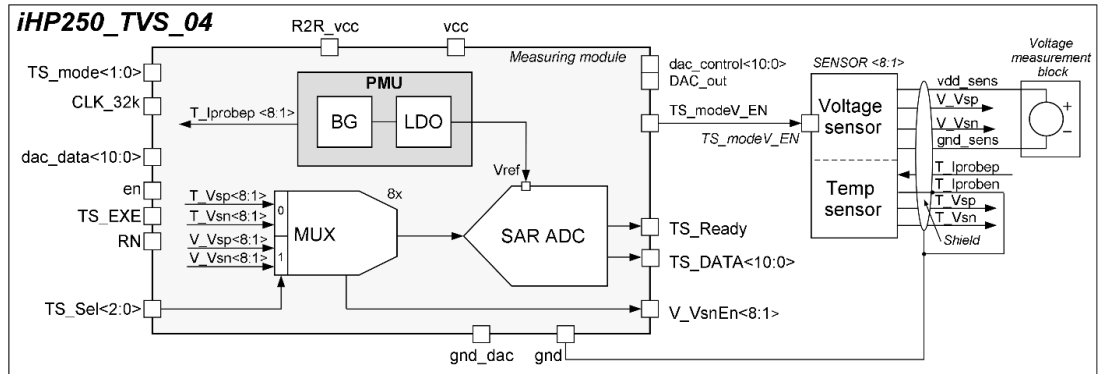 iHP250_TVS_04
R2R_vcc
vcc
Measuring module
TS_mode<1:0>
CLK_32k
dac_data<10:0>
en
TS_EXE
RN
TS_Sel<2:0>
PMU
BG
LDO
T_Iprobep <8:1>
Vref
T_Vsp<8:1>
T_Vsn<8:1>
V_Vsp<8:1>
V_Vsn<8:1>
0
1
MUX
8x
SAR ADC
dac_control<10:0>
DAC_out
TS_modeV_EN
TS_modeV_EN
TS_Ready
TS_DATA<10:0>
V_VsnEn<8:1>
gnd_dac
gnd
SENSOR <8:1>
Voltage
sensor
Temp
sensor
vdd_sens
V_Vsp
V_Vsn
gnd_sens
T_Iprobep
T_Iproben
T_Vsp
T_Vsn
Shield
Voltage
measurement
block
+
−